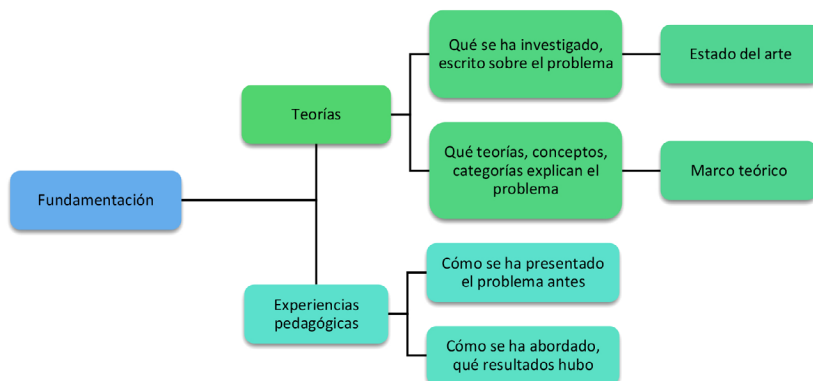 Fundamentación
Teorías
Qué se ha investigado,
escrito sobre el problema
Estado del arte
Qué teorías, conceptos,
categorías explican el
problema
Marco teórico
Experiencias
pedagógicas
Cómo se ha presentado
el problema antes
Cómo se ha abordado,
qué resultados hubo